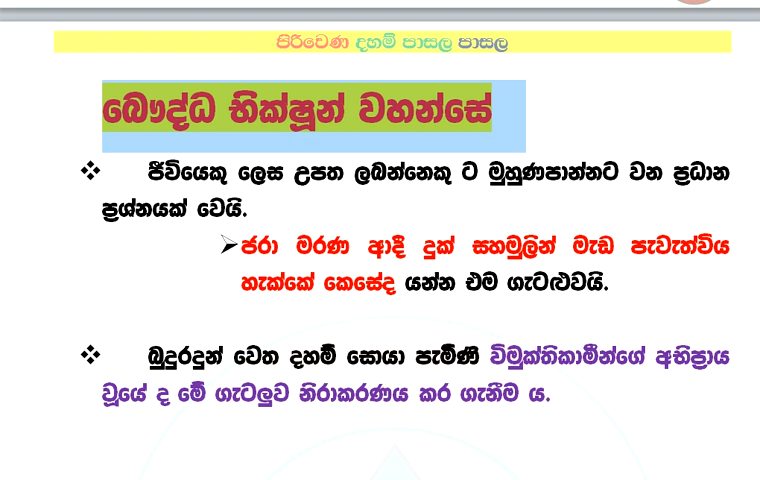 පිරිවෙණ දහම් පාසල පාසල
බෞද්ධ භික්ෂූන් වහන්සේ
❖ ජීවියෙකු ලෙස උපත ලබන්නෙකු ට මුහුණපාන්නට වන ප්‍රධාන
ප්‍රශ්නයක් වෙයි.
➢ ජරා මරණ ආදී දුක් සහමුලින් මැඩ පැවැත්විය
හැක්කේ කෙසේද යන්න එම ගැටළුවයි.
❖ බුදුරදුන් වෙත දහම් සොයා පැමිණි විමුක්තිකාමීන්ගේ අභිප්‍රාය
වූයේ ද මේ ගැටලුව නිරාකරණය කර ගැනීම ය.